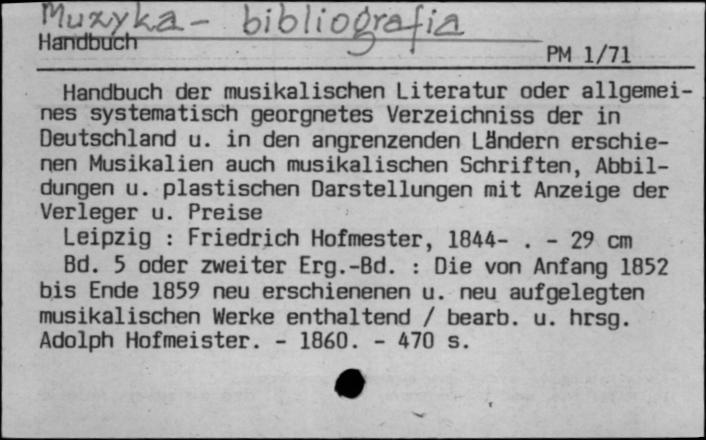 Muzyka - bibliografia
Handbuch
PM 1/71
Handbuch der musikalischen Literatur oder allgemei-
nes systematisch georgnetes Verzeichniss der in
Deutschland u. in den angrenzenden Ländern erschie-
nen Musikalien auch musikalischen Schriften, Abbil-
dungen u. plastischen Darstellungen mit Anzeige der
Verleger u. Preise
Leipzig : Friedrich Hofmester, 1844- . - 29 cm
Bd. 5 oder zweiter Erg.-Bd. : Die von Anfang 1852
bis Ende 1859 neu erschienenen u. neu aufgelegten
musikalischen Werke enthaltend / bearb. u. hrsg.
Adolph Hofmeister. - 1860. - 470 s.